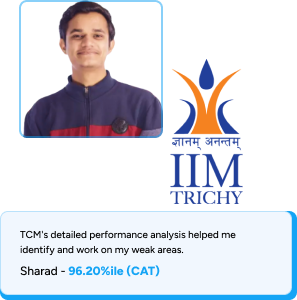 ज्ञानम् अनन्तम्
IIM
TRICHY
TCM's detailed performance analysis helped me
identify and work on my weak areas.
Sharad - 96.20%ile (CAT)